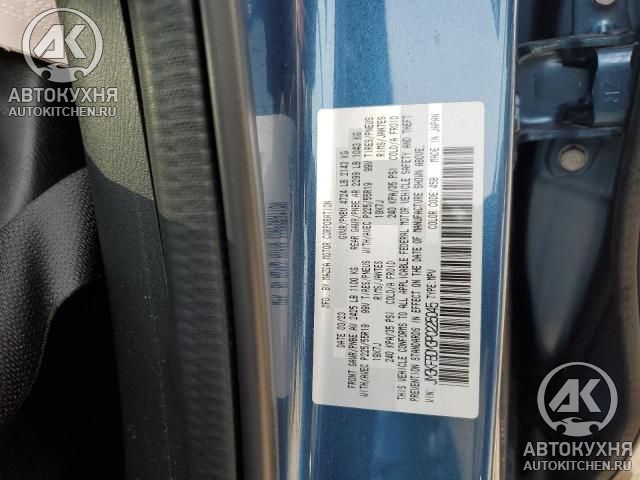 АК
АВТОКУХНЯ
AUTOKITCHEN.RU
MFD. BY MAZDA MOTOR CORPORATION
DATE 03/23 GVWR/PNBV 4724 LB 2143 KG
FRONT GAWR/PNBE AV 2425 LB 1100 KG REAR GAWR/PNBE AR 2299 LB 1043 KG
WITH/AVEC P225/55R19 99V TIRES/PNEUS WITH/AVEC P225/55R19 99V TIRES/PNEUS
19X7J RIMS/JANTES 19X7J RIMS/JANTES
240 KPA/35 PSI COLD/A FROID 240 KPA/35 PSI COLD/A FROID
THIS VEHICLE CONFORMS TO ALL APPLICABLE FEDERAL MOTOR VEHICLE SAFETY AND THEFT
PREVENTION STANDARDS IN EFFECT ON THE DATE OF MANUFACTURE SHOWN ABOVE.
VIN: TYPE:MPV COLOR CODE: 45B MADE IN JAPAN
АК
АВТОКУХНЯ
AUTOKITCHEN.RU